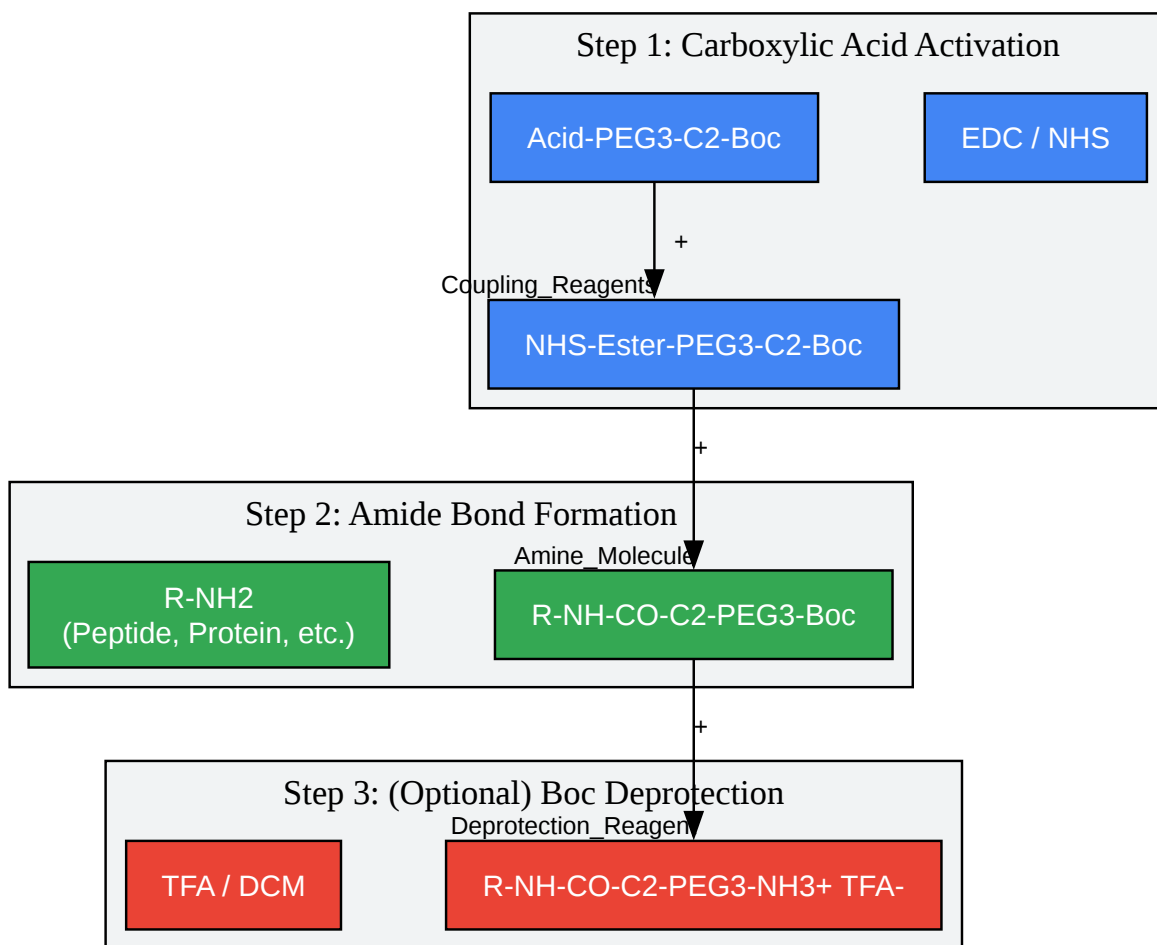 Step 1: Carboxylic Acid Activation
Acid-PEG3-C2-Boc
EDC / NHS
+
Coupling_Reagents
NHS-Ester-PEG3-C2-Boc
+
Step 2: Amide Bond Formation
Amine_Molecule
R-NH2
(Peptide, Protein, etc.)
R-NH-CO-C2-PEG3-Boc
+
Step 3: (Optional) Boc Deprotection
Deprotection_Reagent
TFA / DCM
R-NH-CO-C2-PEG3-NH3+ TFA-